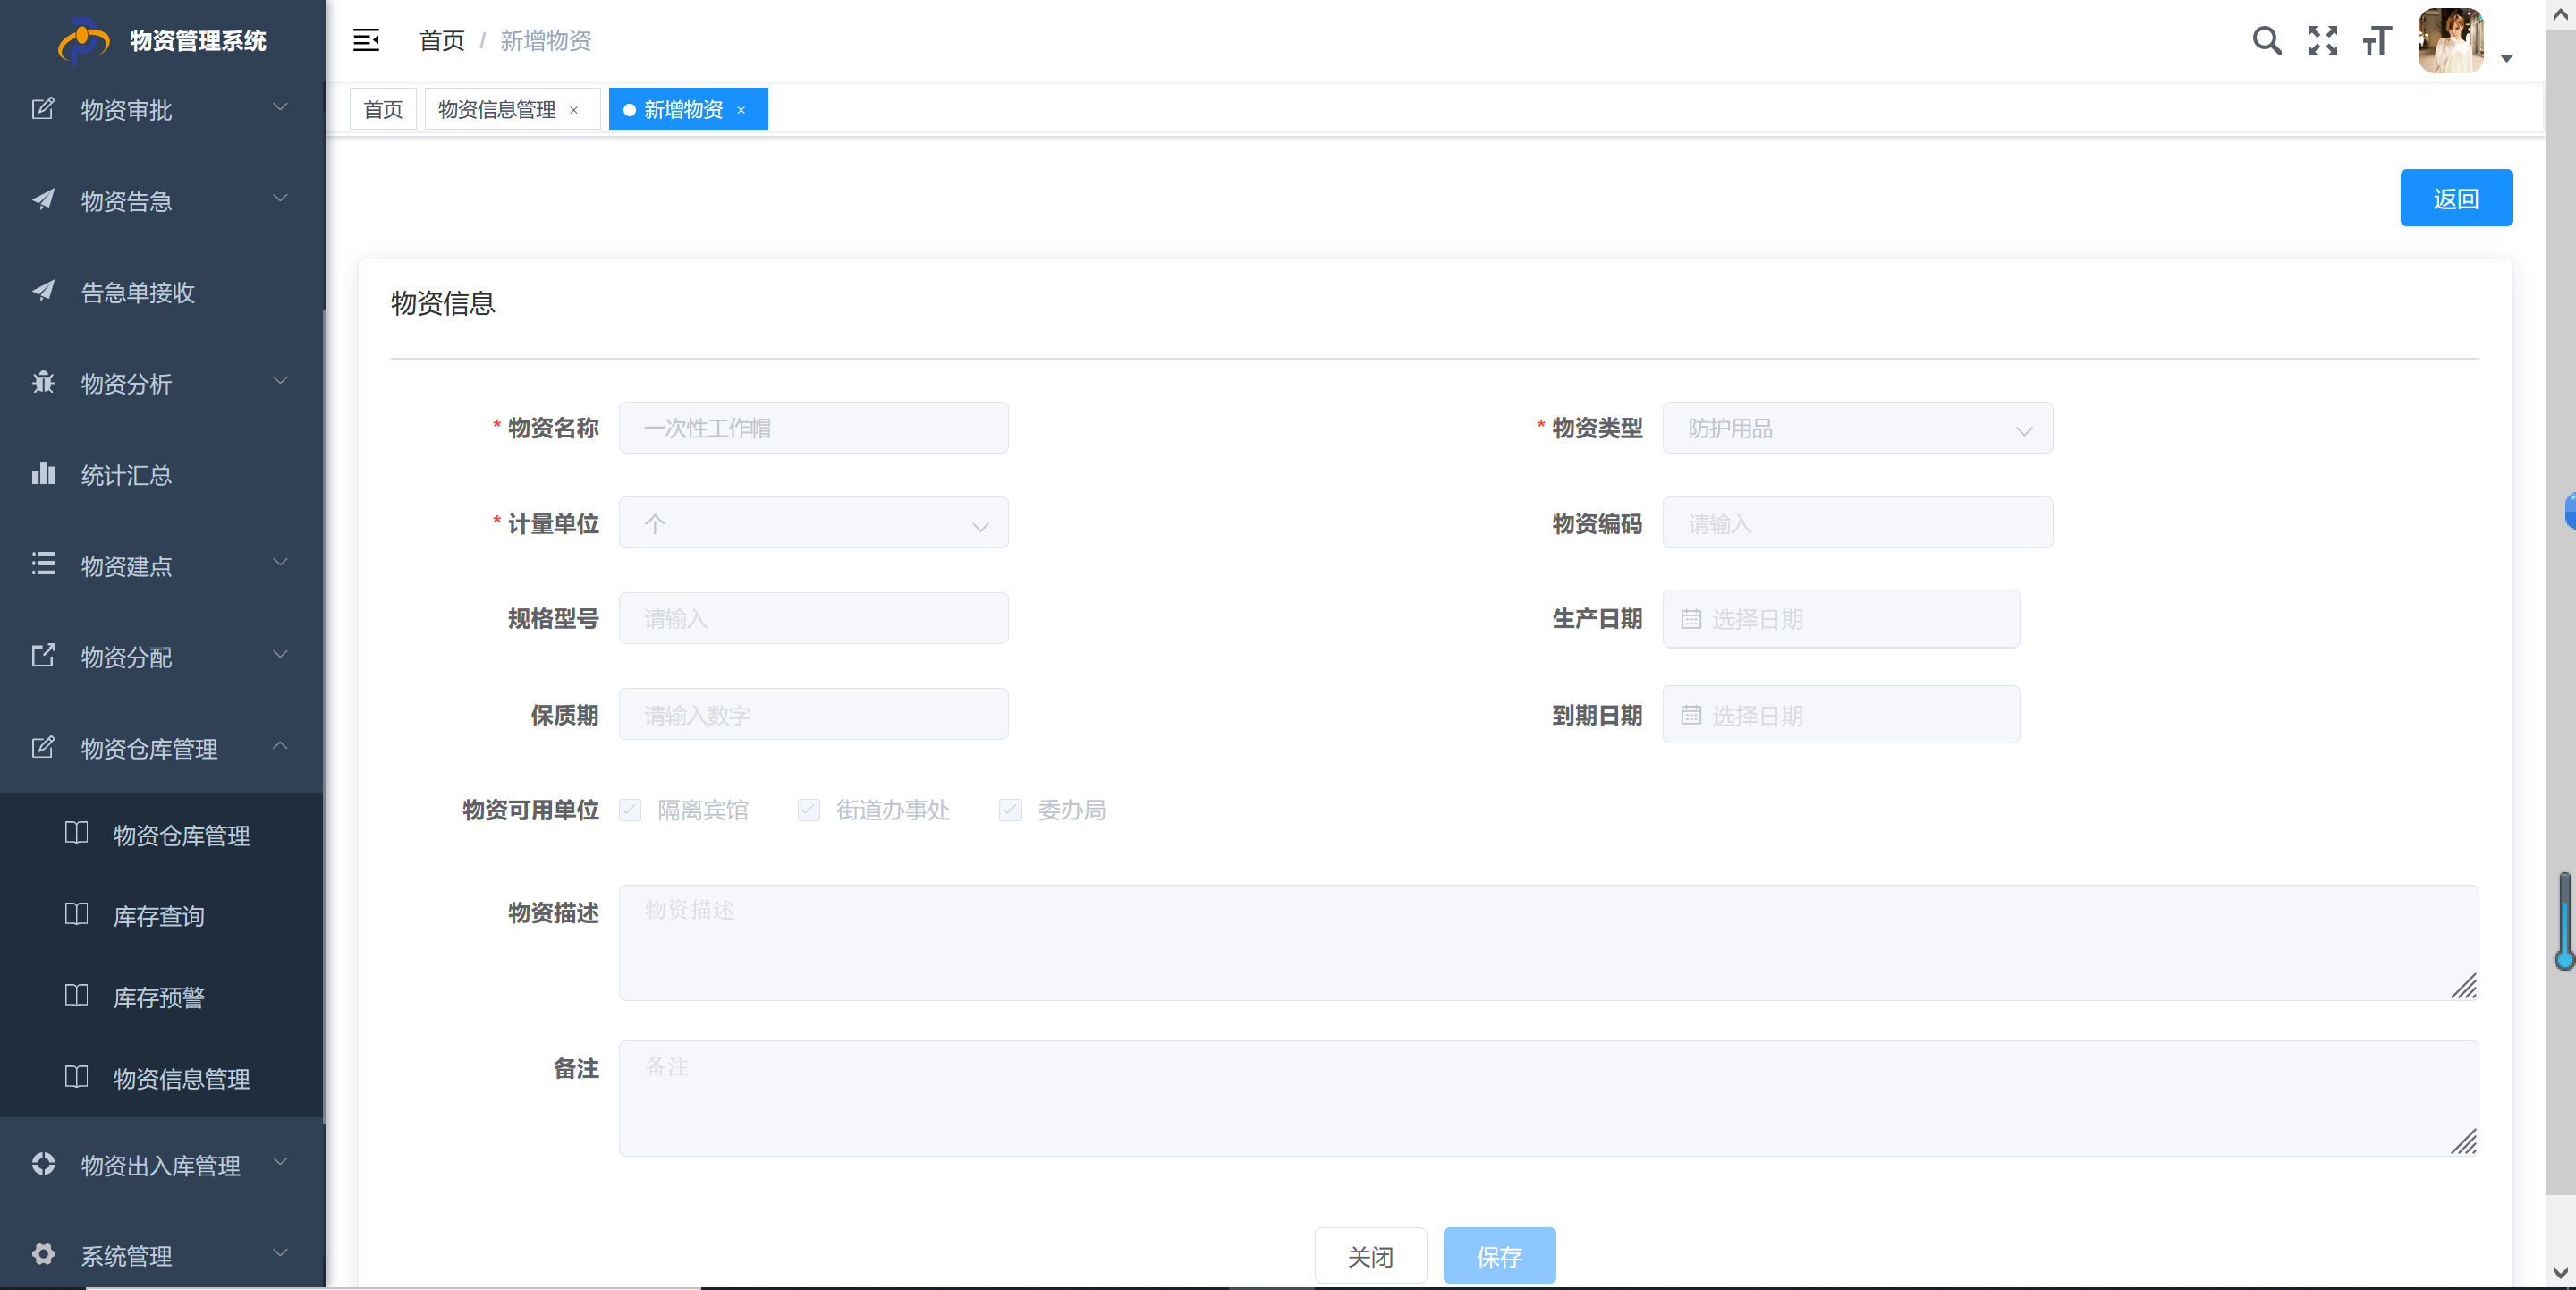 物资管理系统
物资审批
物资告急
告急单接收
物资分析
统计汇总
物资建点
物资分配
物资仓库管理
物资仓库管理
库存查询
库存预警
物资信息管理
物资出入库管理
系统管理
首页 / 新增物资
首页 物资信息管理 × 新增物资 ×
返回
物资信息
* 物资名称 一次性工作帽 * 物资类型 防护用品
* 计量单位 个 物资编码 请输入
规格型号 请输入 生产日期 选择日期
保质期 请输入数字 到期日期 选择日期
物资可用单位 隔离宾馆 街道办事处 委办局
物资描述 物资描述
备注 备注
关闭 保存